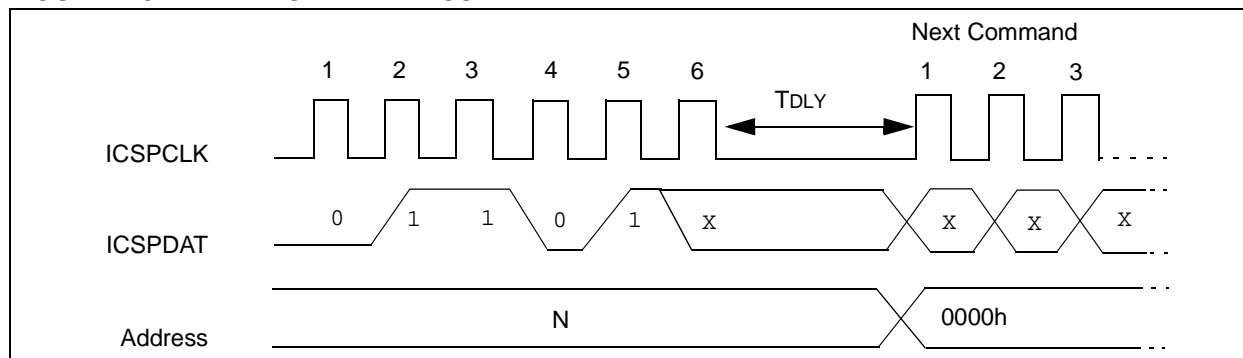 Next Command
1 2 3 4 5 6 TDLY 1 2 3
ICSPCLK
0 1 1 0 1 x x x x
ICSPDAT
N 0000h
Address